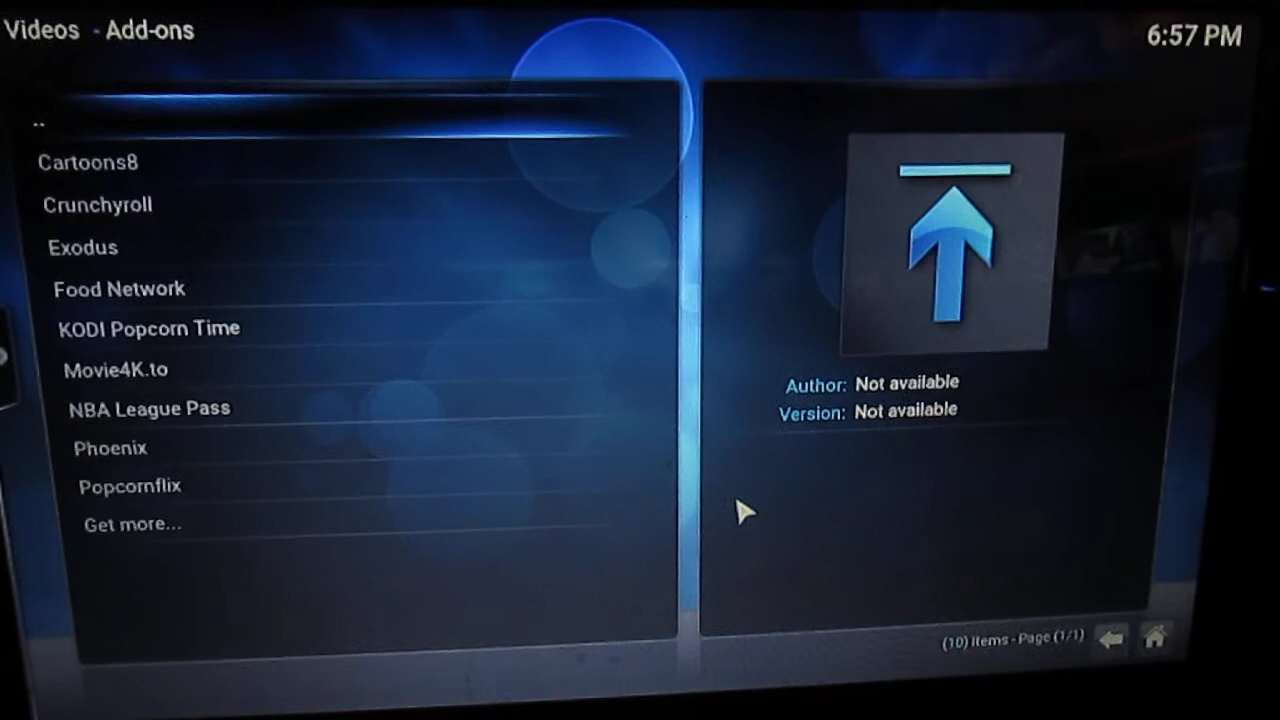 Videos - Add-ons
6:57 PM
..
Cartoons8
Crunchyroll
Exodus
Food Network
KODI Popcorn Time
Movie4K.to
NBA League Pass
Phoenix
Popcornflix
Get more...
Author: Not available
Version: Not available
(10) Items - Page (1/1)